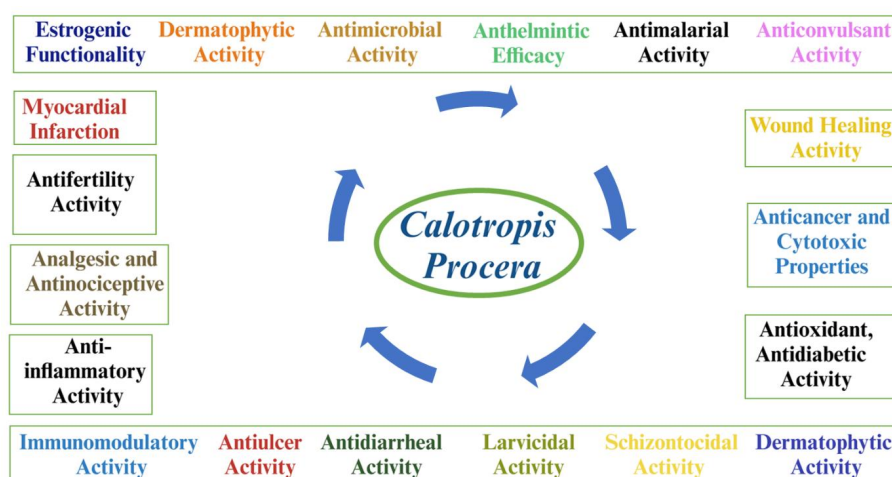 Estrogenic
Functionality
Dermatophytic
Activity
Antimicrobial
Activity
Anthelmintic
Efficacy
Antimalarial
Activity
Anticonvulsant
Activity
Myocardial
Infarction
Antifertility
Activity
Analgesic and
Antinociceptive
Activity
Anti-
inflammatory
Activity
Calotropis
Procera
Wound Healing
Activity
Anticancer and
Cytotoxic
Properties
Antioxidant,
Antidiabetic
Activity
Immunomodulatory
Activity
Antiulcer
Activity
Antidiarrheal
Activity
Larvicidal
Activity
Schizontocidal
Activity
Dermatophytic
Activity